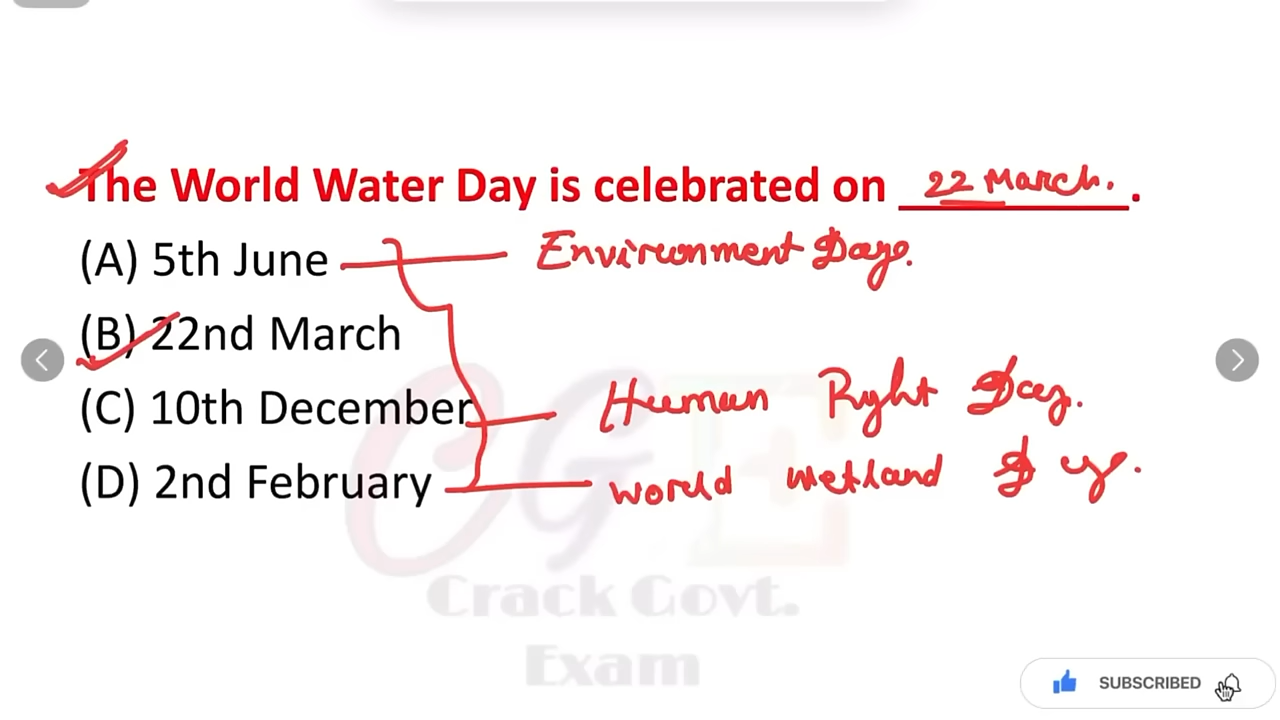 The World Water Day is celebrated on 22 March.
(A) 5th June Environment Day.
(B) 22nd March
(C) 10th December Human Right Day.
(D) 2nd February World Wetland Day.
CGE
Crack Govt.
Exam
SUBSCRIBED